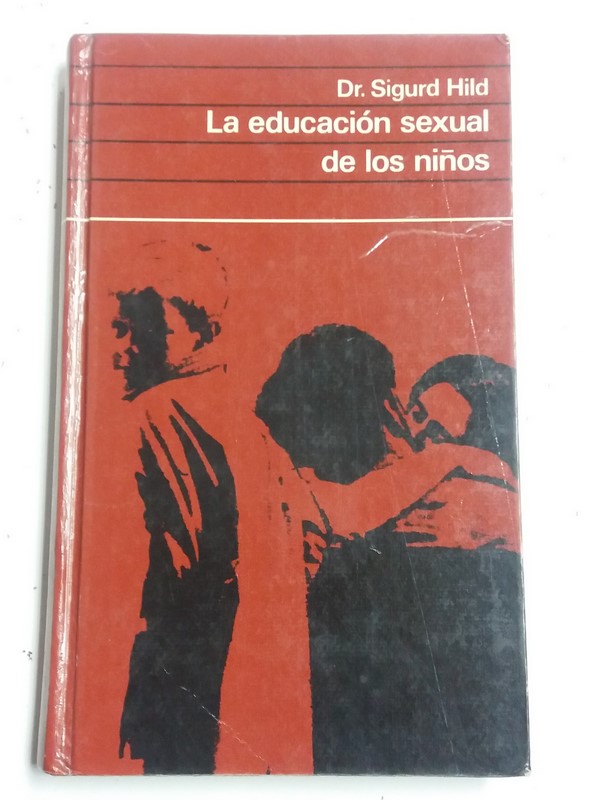 Dr. Sigurd Hild
La educación sexual
de los niños